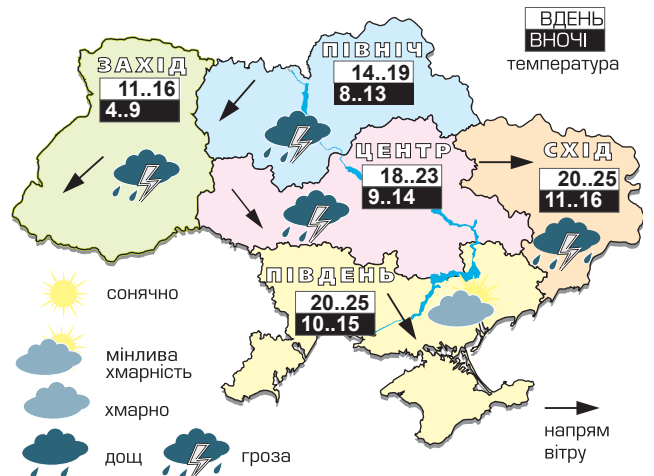 ВДЕНЬ
ВНОЧІ
температура
ПІВНІЧ
14..19
8..13
ЗАХІД
11..16
4..9
ЦЕНТР
18..23
9..14
СХІД
20..25
11..16
ПІВДЕНЬ
20..25
10..15
сонячно
мінлива
хмарність
хмарно
дощ
гроза
напрям
вітру